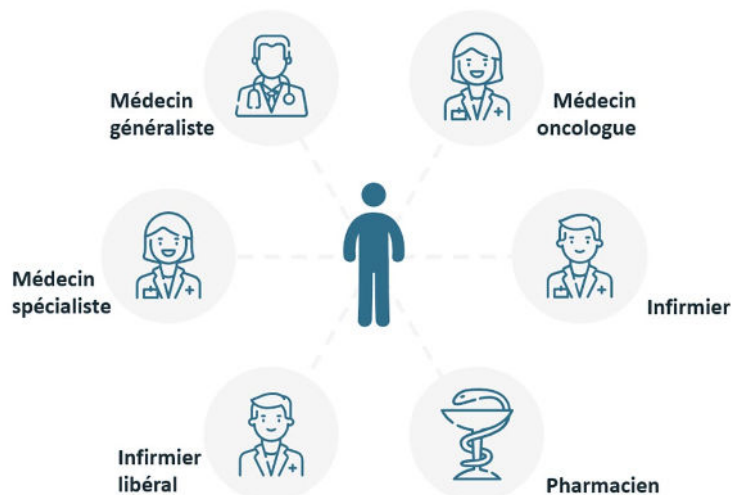 Médecin
généraliste
Médecin
oncologue
Médecin
spécialiste
Infirmier
Infirmier
libéral
Pharmacien